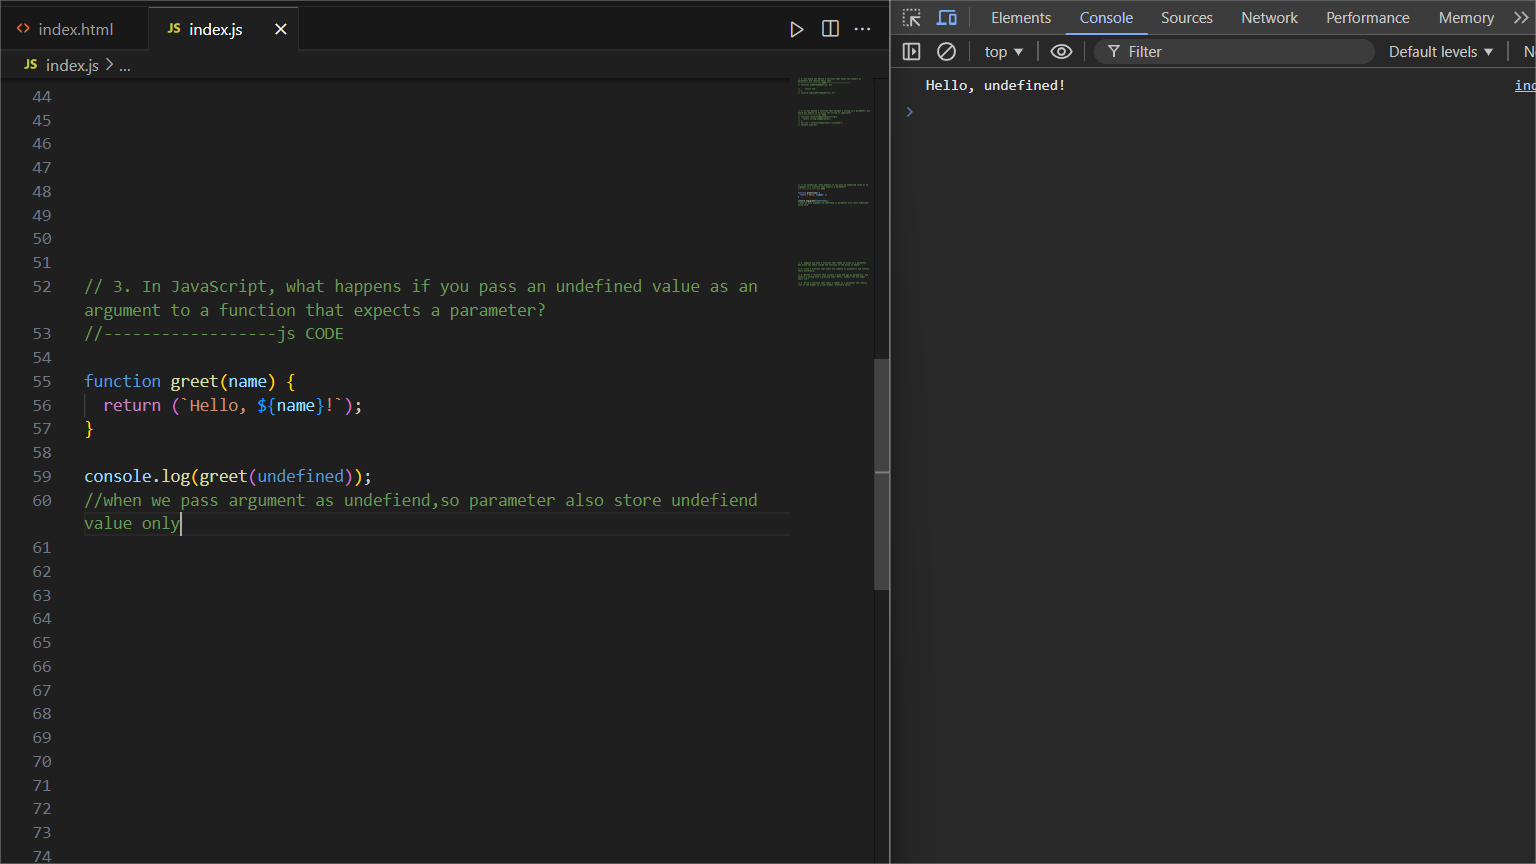 index.html
JS index.js
JS index.js > ...
44
45
46
47
48
49
50
51
52 // 3. In JavaScript, what happens if you pass an undefined value as an
argument to a function that expects a parameter?
53 //------------------js CODE
54
55 function greet(name) {
56 return (`Hello, ${name}!`);
57 }
58
59 console.log(greet(undefined));
60 //when we pass argument as undefiend,so parameter also store undefiend
value only
61
62
63
64
65
66
67
68
69
70
71
72
73
74
Elements Console Sources Network Performance Memory
top Filter Default levels
Hello, undefined!